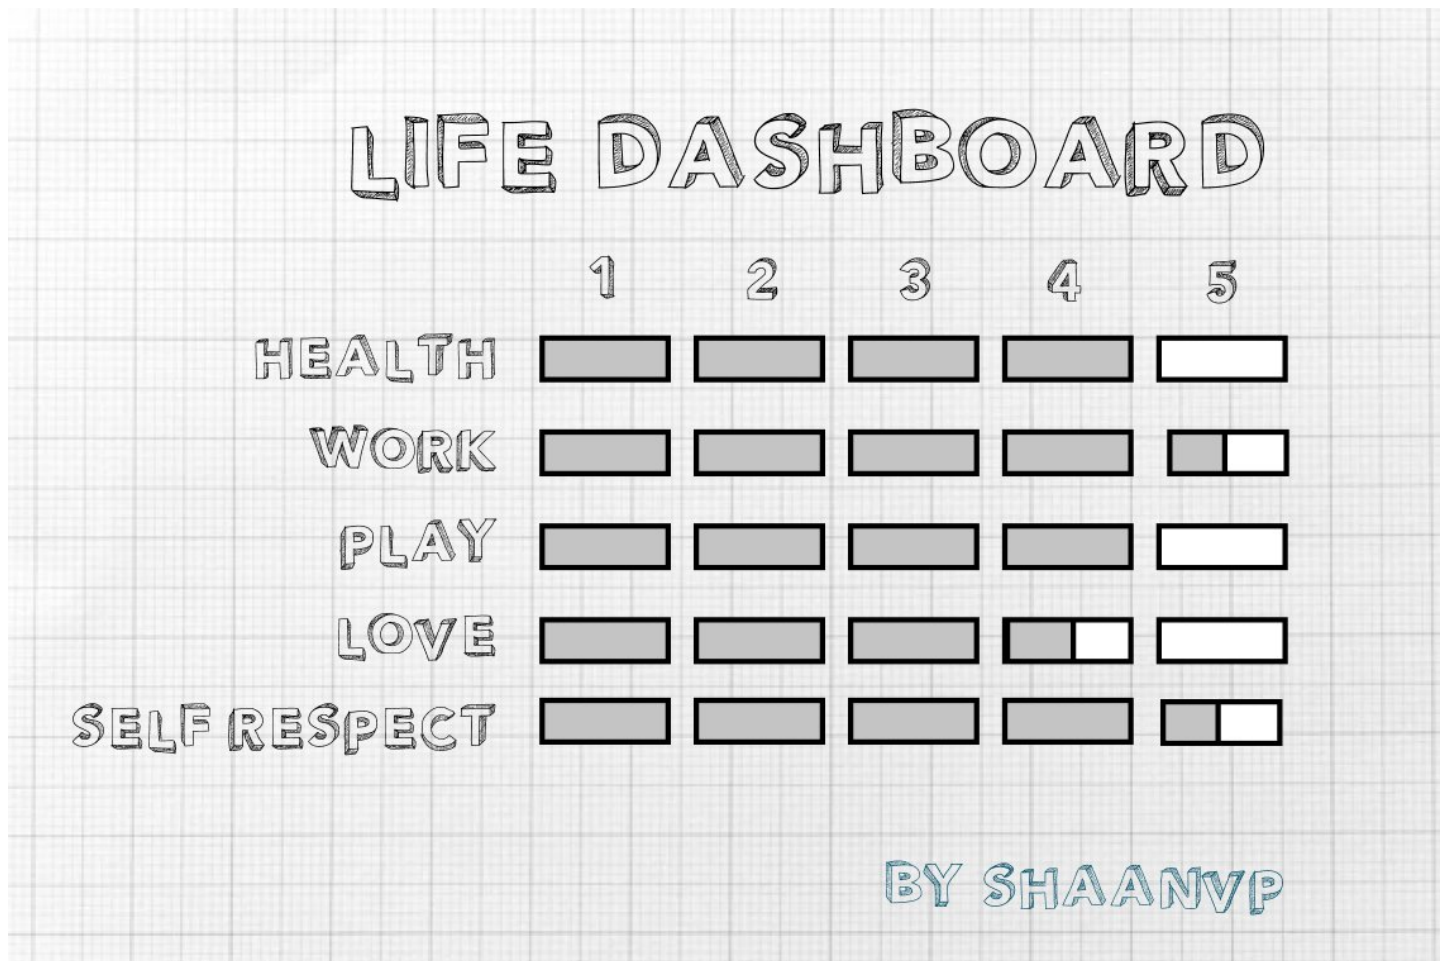 LIFE DASHBOARD
1 2 3 4 5
HEALTH
WORK
PLAY
LOVE
SELF RESPECT
BY SHAANVP